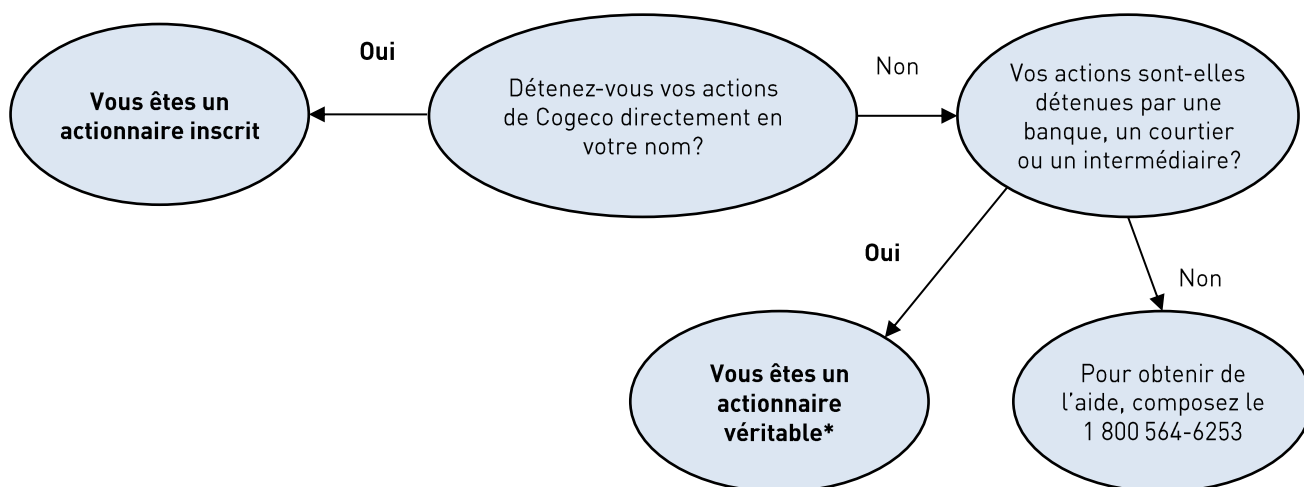 Oui
Vous êtes un
actionnaire inscrit
Détenez-vous vos actions
de Cogeco directement en
votre nom?
Non
Vos actions sont-elles
détenues par une
banque, un courtier
ou un intermédiaire?
Oui
Non
Vous êtes un
actionnaire
véritable*
Pour obtenir de
l'aide, composez le
1 800 564-6253